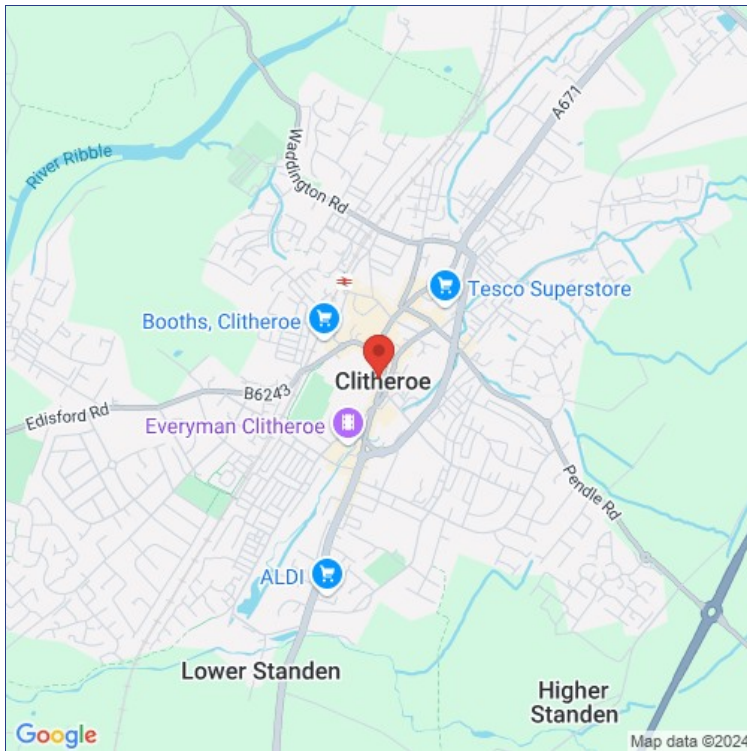 A671
River Ribble
Waddington Rd
Tesco Superstore
Booths, Clitheroe
Clitheroe
B6243
Edisford Rd
Everyman Clitheroe
Pendle Rd
ALDI
Lower Standen
Higher
Standen
Google
Map data ©2024